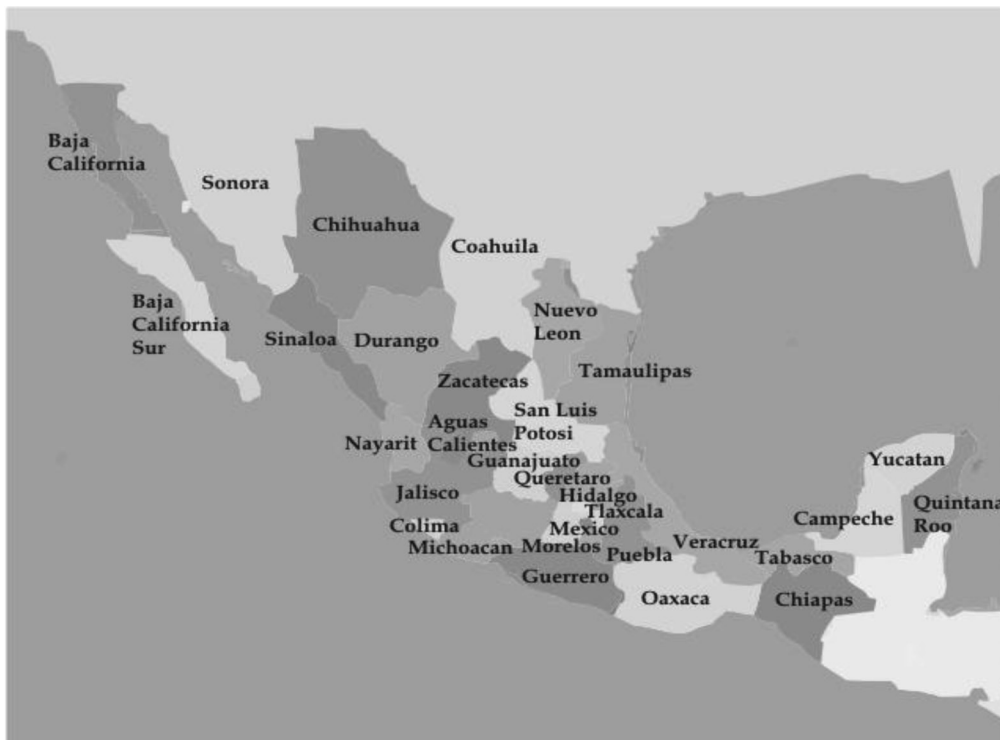 Baja
California
Sonora
Chihuahua
Coahuila
Baja
California
Sur
Sinaloa
Durango
Nuevo
Leon
Tamaulipas
Zacatecas
San Luis
Potosi
Aguas
Calientes
Nayarit
Guanajuato
Queretaro
Jalisco
Hidalgo
Tlaxcala
Colima
Mexico
Michoacan
Morelos
Puebla
Veracruz
Guerrero
Oaxaca
Yucatan
Campeche
Quintana
Roo
Tabasco
Chiapas